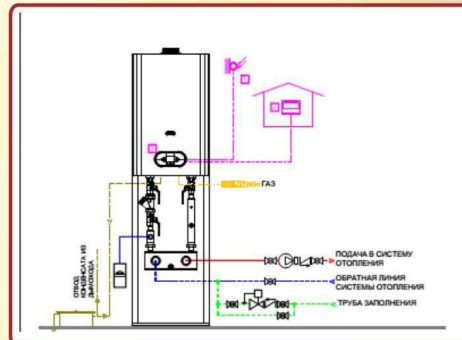 ГАЗ
ПОДАЧА В СИСТЕМУ
ОТОПЛЕНИЯ
ОБРАТНАЯ ЛИНИЯ
СИСТЕМЫ ОТОПЛЕНИЯ
ТРУБА ЗАПОЛНЕНИЯ
ОТВОД
КОНДЕНСАТА ИЗ
ДЫМОХОДА